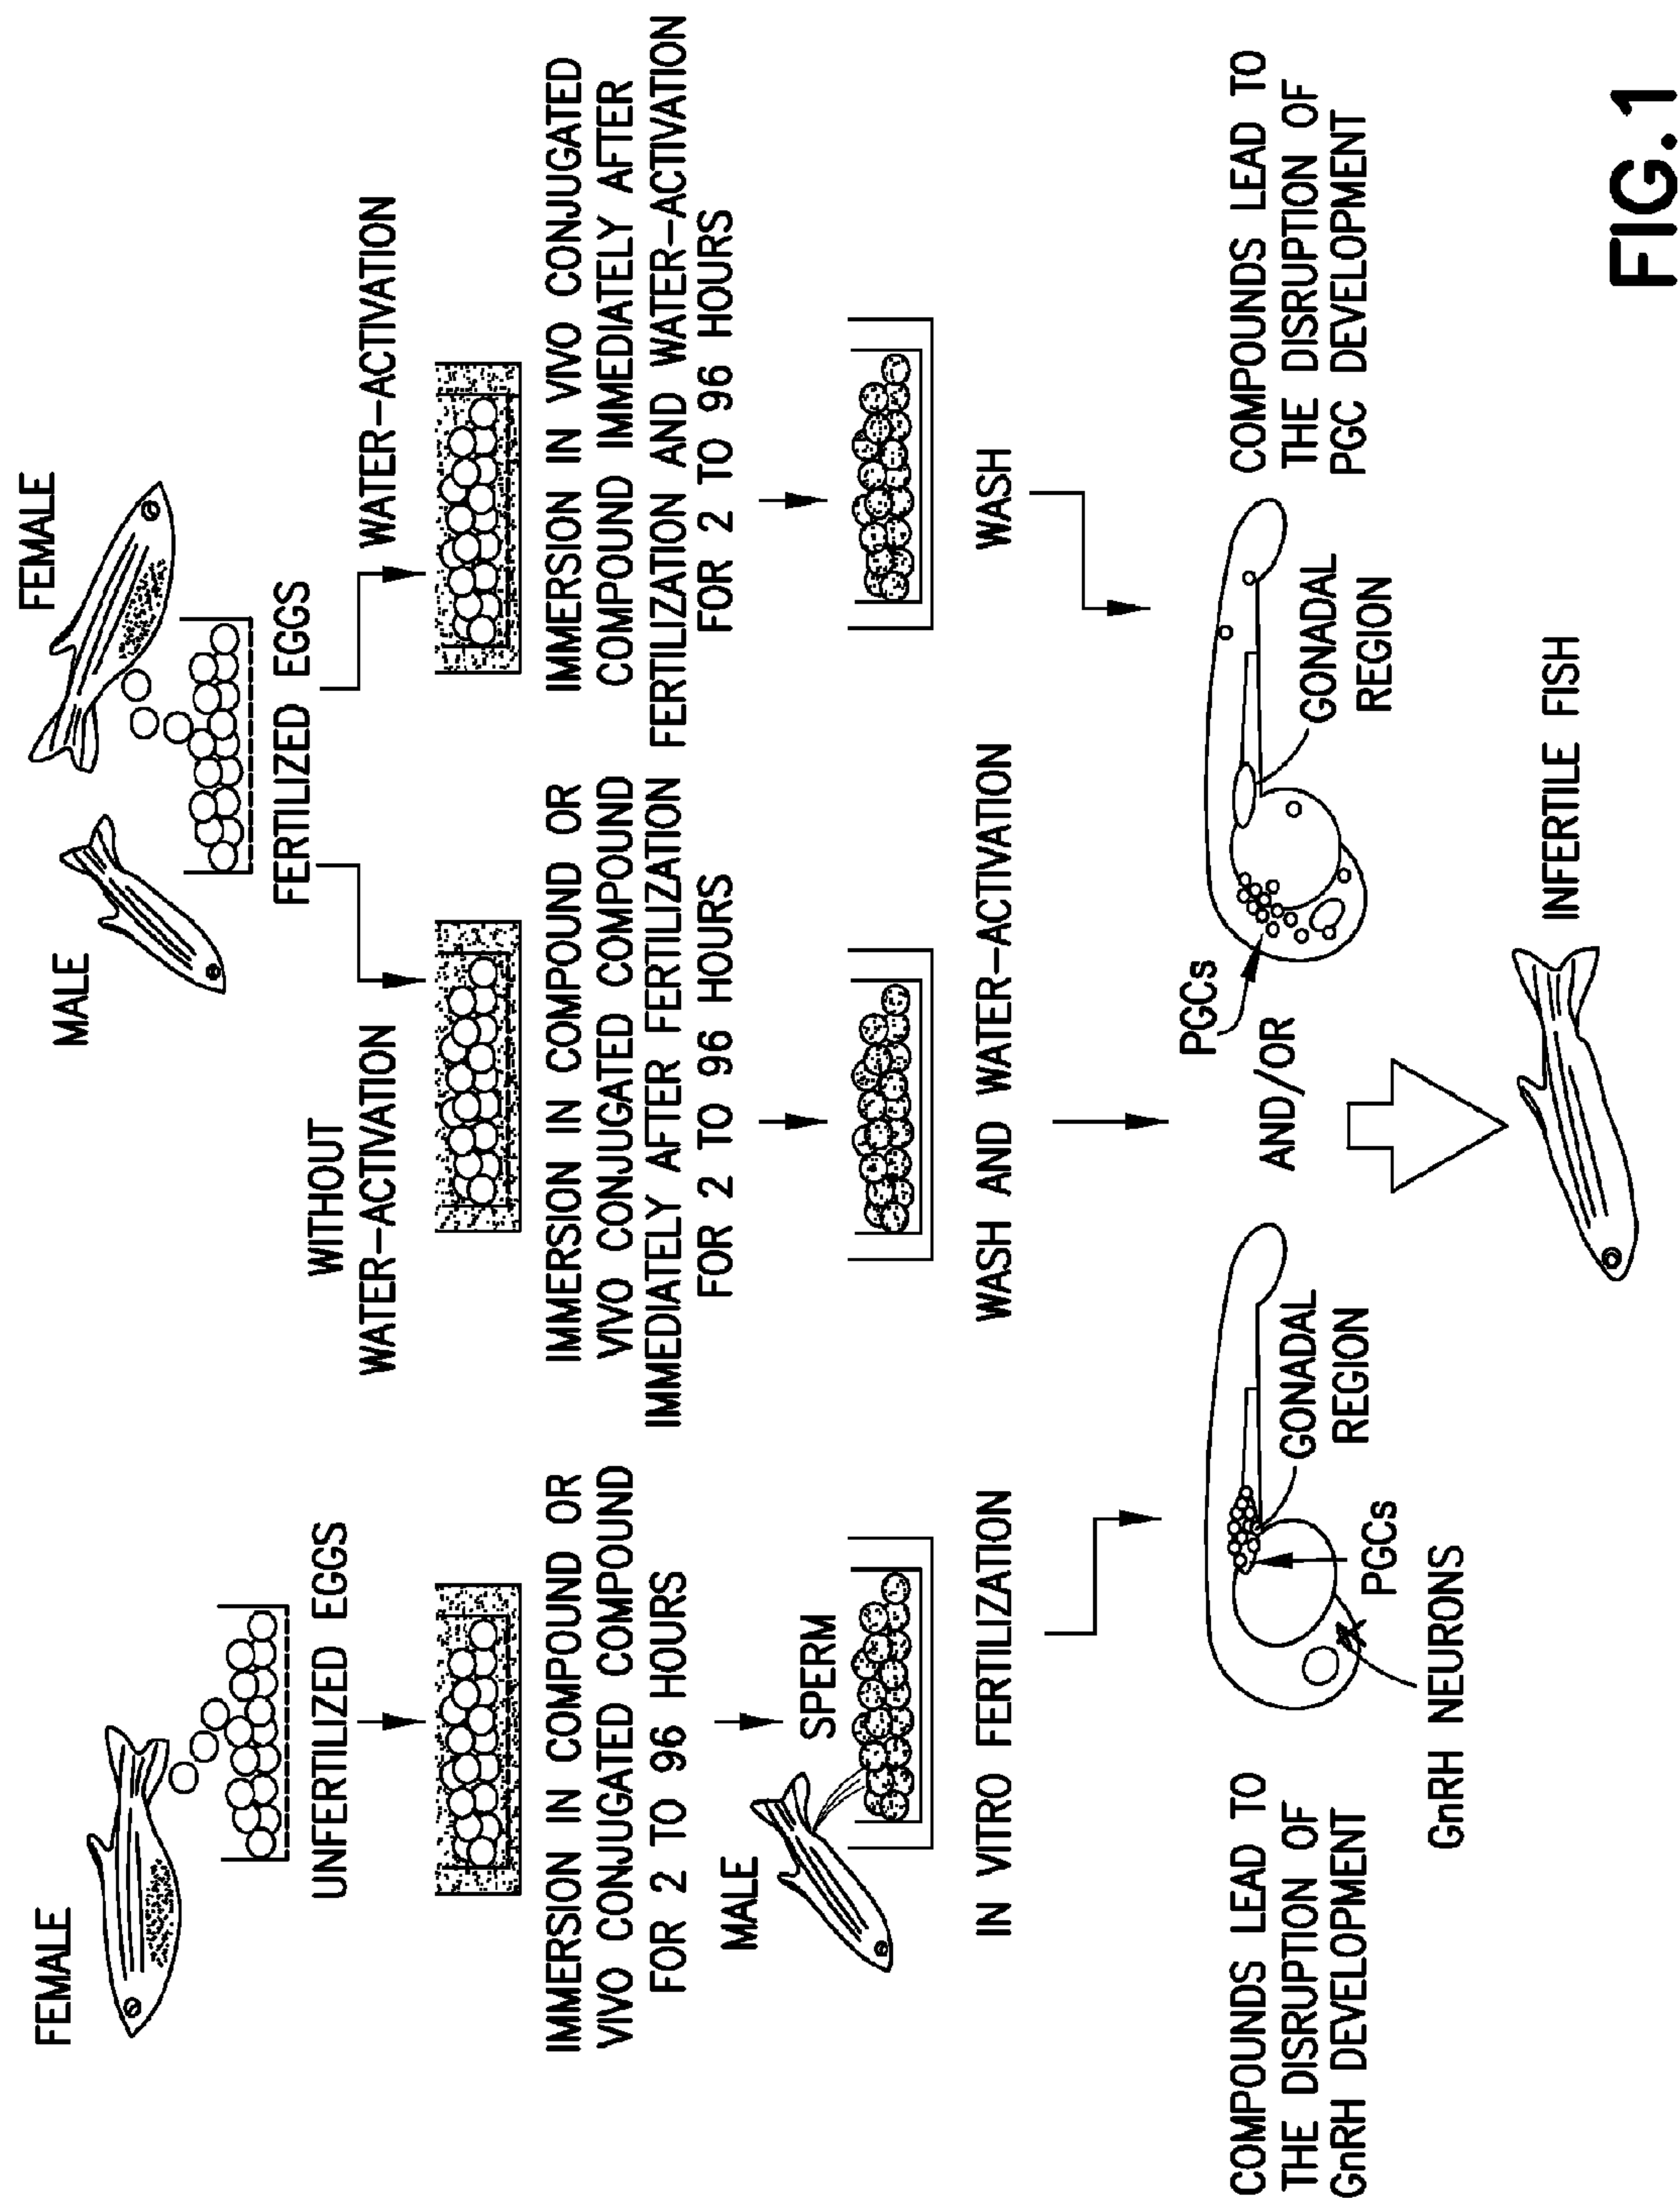 FEMALE
UNFERTILIZED EGGS
IMMERSION IN COMPOUND OR
VIVO CONJUGATED COMPOUND
FOR 2 TO 96 HOURS
MALE
SPERM
IN VITRO FERTILIZATION
MALE
FEMALE
FERTILIZED EGGS
WITHOUT
WATER-ACTIVATION
IMMERSION IN COMPOUND OR
VIVO CONJUGATED COMPOUND
IMMEDIATELY AFTER FERTILIZATION
FOR 2 TO 96 HOURS
WASH AND WATER-ACTIVATION
WATER-ACTIVATION
IMMERSION IN VIVO CONJUGATED
COMPOUND IMMEDIATELY AFTER
FERTILIZATION AND WATER-ACTIVATION
FOR 2 TO 96 HOURS
WASH
COMPOUNDS LEAD TO
THE DISRUPTION OF
GnRH DEVELOPMENT
GnRH NEURONS
PGCs
GONADAL
REGION
AND/OR
PGCs
GONADAL
REGION
COMPOUNDS LEAD TO
THE DISRUPTION OF
PGC DEVELOPMENT
INFERTILE FISH
FIG.1